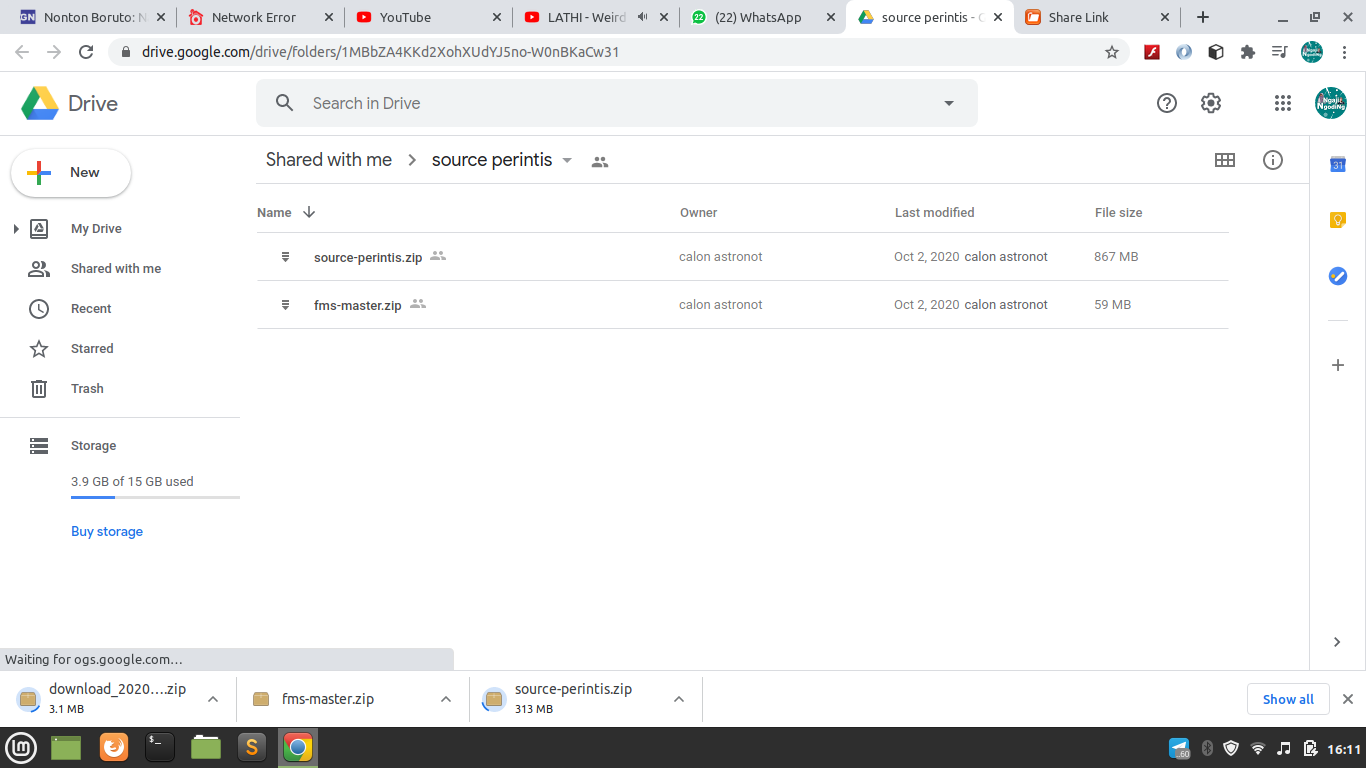 Nonton Boruto: N
Network Error
YouTube
LATHI - Weird
(22) WhatsApp
source perintis -
Share Link
drive.google.com/drive/folders/1MBbZA4KKd2XohXUdYJ5no-W0nBKaCw31
Drive
Search in Drive
New
Shared with me
source perintis
Name
Owner
Last modified
File size
source-perintis.zip
calon astronot
Oct 2, 2020 calon astronot
867 MB
fms-master.zip
calon astronot
Oct 2, 2020 calon astronot
59 MB
My Drive
Shared with me
Recent
Starred
Trash
Storage
3.9 GB of 15 GB used
Buy storage
31
Waiting for ogs.google.com...
download_2020....zip
3.1 MB
fms-master.zip
source-perintis.zip
313 MB
Show all
16:11